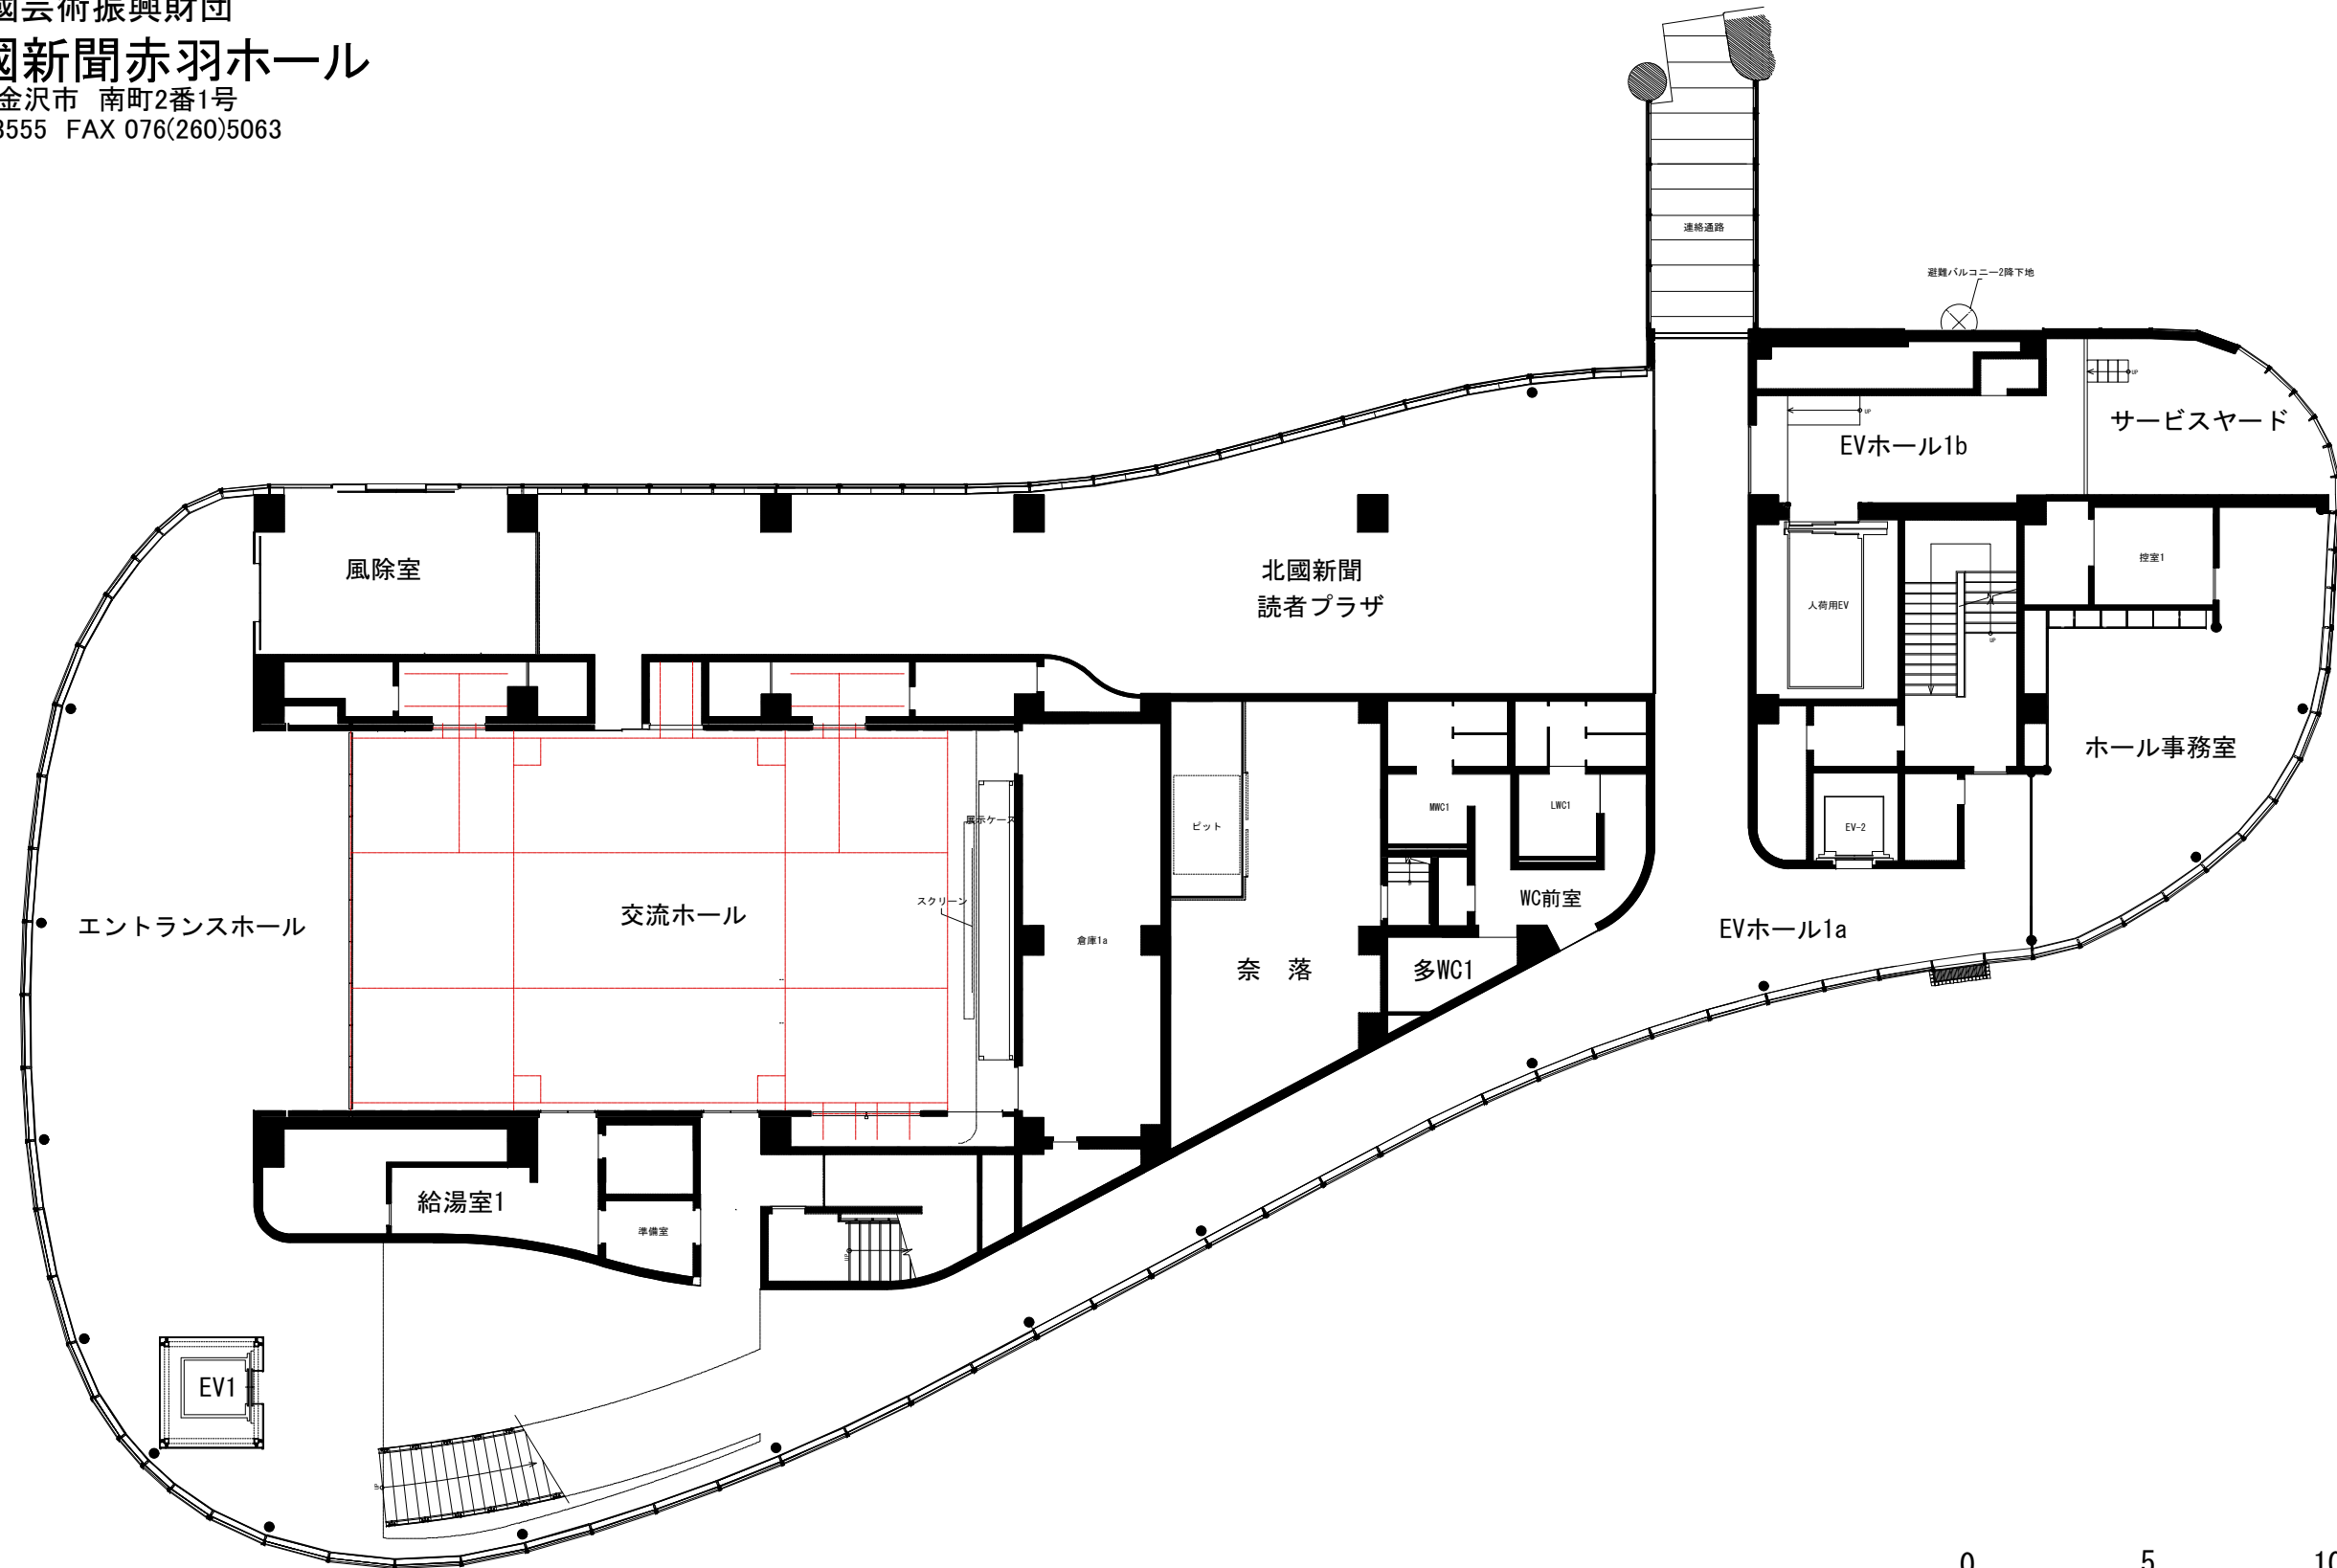 國芸術振興財団
國新聞赤羽ホール
金沢市 南町2番1号
3555 FAX 076(260)5063
連絡通路
避難バルコニー2降下地
UP
サービスヤード
UP
EVホール1b
風除室
北國新聞
読者プラザ
人荷用EV
控室1
UP
ホール事務室
展示ケース
ピット
MWC1
LWC1
EV-2
スクリーン
エントランスホール
交流ホール
倉庫1a
奈 落
WC前室
多WC1
EVホール1a
給湯室1
準備室
UP
EV1
UP
0 5 10